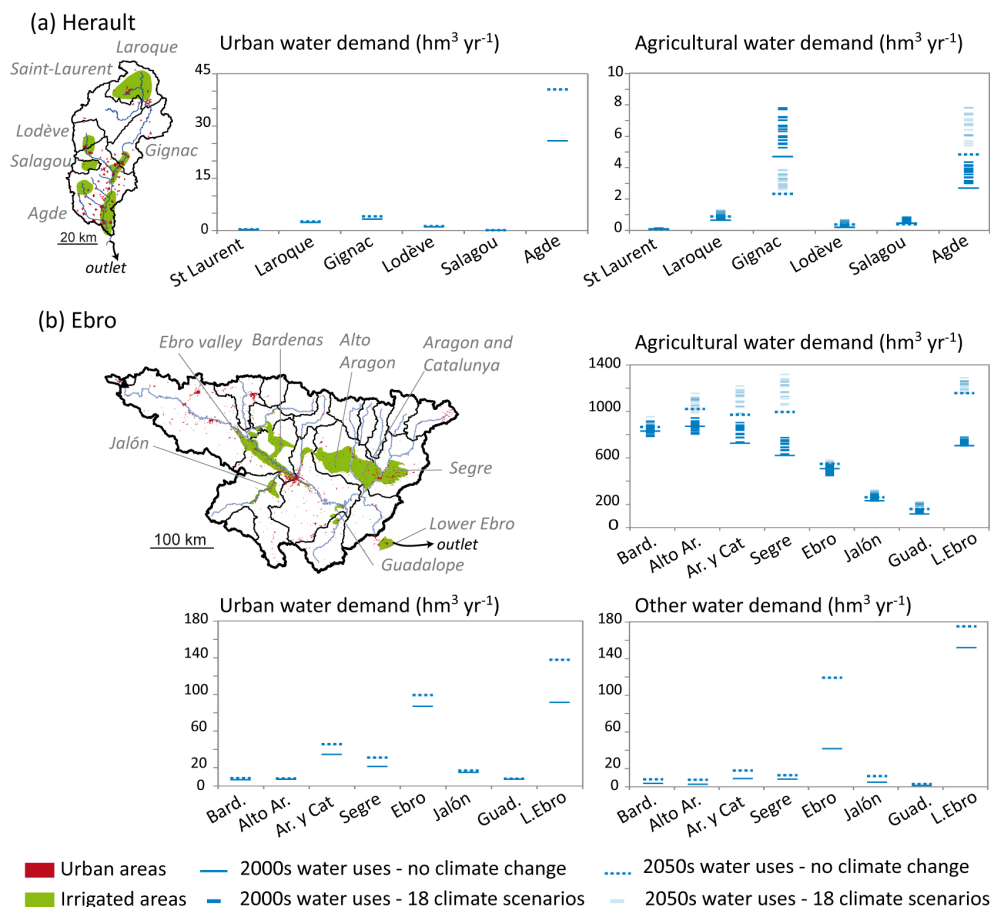 (a) Herault
Laroque
Saint-Laurent
Lodève
Salagou
Gignac
Agde
20 km
outlet
Urban water demand (hm³ yr⁻¹)
45
30
15
0
St Laurent
Laroque
Gignac
Lodève
Salagou
Agde
Agricultural water demand (hm³ yr⁻¹)
10
8
6
4
2
0
St Laurent
Laroque
Gignac
Lodève
Salagou
Agde
(b) Ebro
Ebro valley
Bardenas
Alto
Aragon
Aragon and
Catalunya
Jalón
Segre
Lower Ebro
outlet
Guadalope
100 km
Agricultural water demand (hm³ yr⁻¹)
1400
1000
800
600
400
200
0
Bard.
Alto Ar.
Ar. y Cat
Segre
Ebro
Jalón
Guad.
L.Ebro
Urban water demand (hm³ yr⁻¹)
180
140
100
60
20
0
Bard.
Alto Ar.
Ar. y Cat
Segre
Ebro
Jalón
Guad.
L.Ebro
Other water demand (hm³ yr⁻¹)
180
140
100
60
20
0
Bard.
Alto Ar.
Ar. y Cat
Segre
Ebro
Jalón
Guad.
L.Ebro
Urban areas
2000s water uses - no climate change
2050s water uses - no climate change
Irrigated areas
2000s water uses - 18 climate scenarios
2050s water uses - 18 climate scenarios